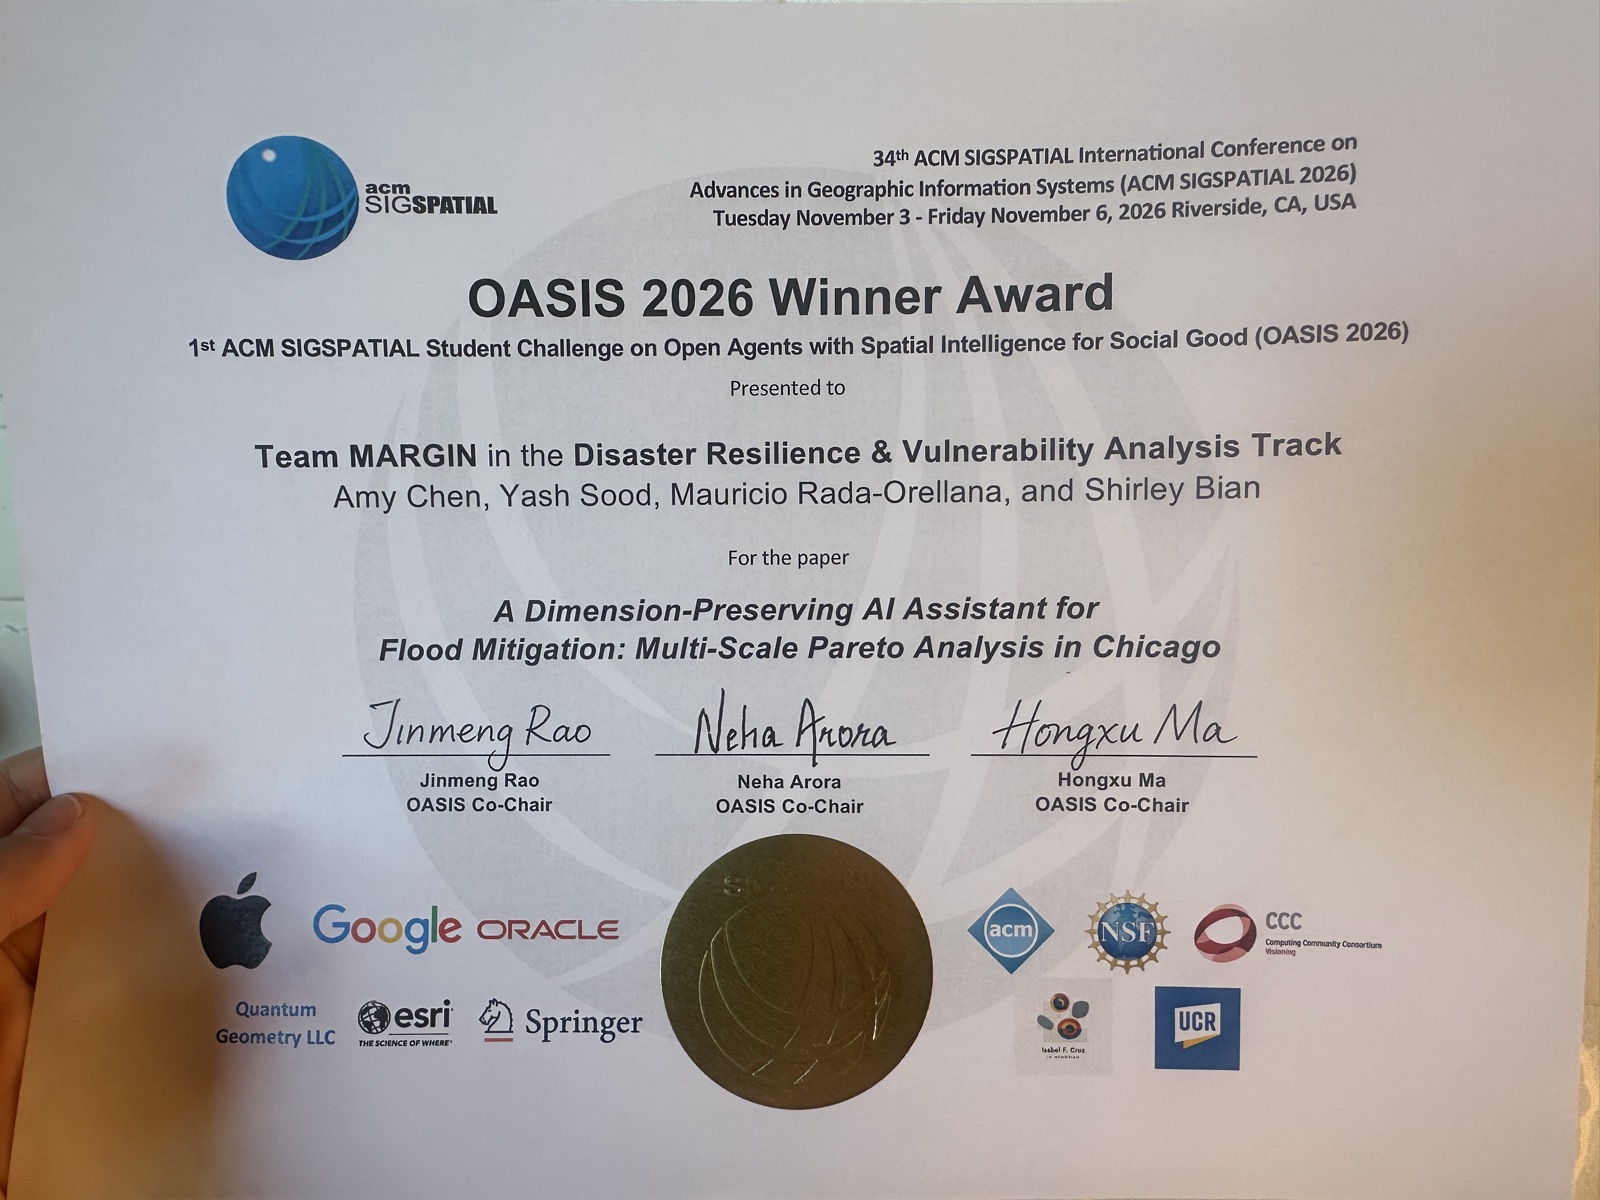 acm
SIGSPATIAL
34th ACM SIGSPATIAL International Conference on
Advances in Geographic Information Systems (ACM SIGSPATIAL 2026)
Tuesday November 3 - Friday November 6, 2026 Riverside, CA, USA
OASIS 2026 Winner Award
1st ACM SIGSPATIAL Student Challenge on Open Agents with Spatial Intelligence for Social Good (OASIS 2026)
Presented to
Team MARGIN in the Disaster Resilience & Vulnerability Analysis Track
Amy Chen, Yash Sood, Mauricio Rada-Orellana, and Shirley Bian
For the paper
A Dimension-Preserving AI Assistant for
Flood Mitigation: Multi-Scale Pareto Analysis in Chicago
Jinmeng Rao Neha Arora Hongxu Ma
Jinmeng Rao Neha Arora Hongxu Ma
OASIS Co-Chair OASIS Co-Chair OASIS Co-Chair
Google ORACLE acm NSF CCC
Computing Community Consortium
Visioning
Quantum
Geometry LLC
esri
THE SCIENCE OF WHERE
Springer
Isabel F. Cruz
UCR